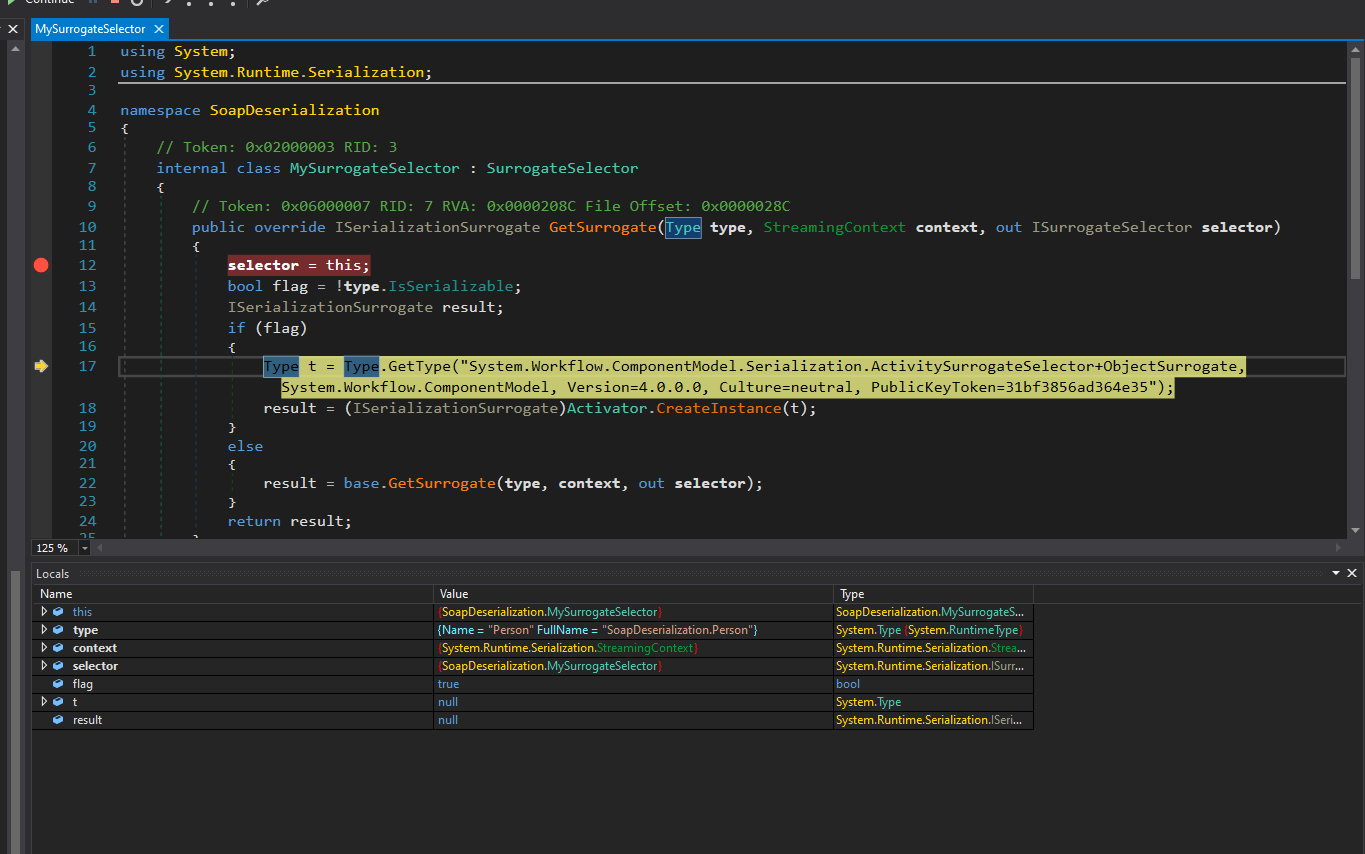 Continue
MySurrogateSelector
1 using System;
2 using System.Runtime.Serialization;
3
4 namespace SoapDeserialization
5 {
6 // Token: 0x02000003 RID: 3
7 internal class MySurrogateSelector : SurrogateSelector
8 {
9 // Token: 0x06000007 RID: 7 RVA: 0x0000208C File Offset: 0x0000028C
10 public override ISerializationSurrogate GetSurrogate(Type type, StreamingContext context, out ISurrogateSelector selector)
11 {
12 selector = this;
13 bool flag = !type.IsSerializable;
14 ISerializationSurrogate result;
15 if (flag)
16 {
17 Type t = Type.GetType("System.Workflow.ComponentModel.Serialization.ActivitySurrogateSelector+ObjectSurrogate,
System.Workflow.ComponentModel, Version=4.0.0.0, Culture=neutral, PublicKeyToken=31bf3856ad364e35");
18 result = (ISerializationSurrogate)Activator.CreateInstance(t);
19 }
20 else
21 {
22 result = base.GetSurrogate(type, context, out selector);
23 }
24 return result;
25 }
125 %
Locals
Name Value Type
this {SoapDeserialization.MySurrogateSelector} SoapDeserialization.MySurrogateS...
type {Name = "Person" FullName = "SoapDeserialization.Person"} System.Type {System.RuntimeType}
context {System.Runtime.Serialization.StreamingContext} System.Runtime.Serialization.Strea...
selector {SoapDeserialization.MySurrogateSelector} System.Runtime.Serialization.ISurr...
flag true bool
t null System.Type
result null System.Runtime.Serialization.ISeri...